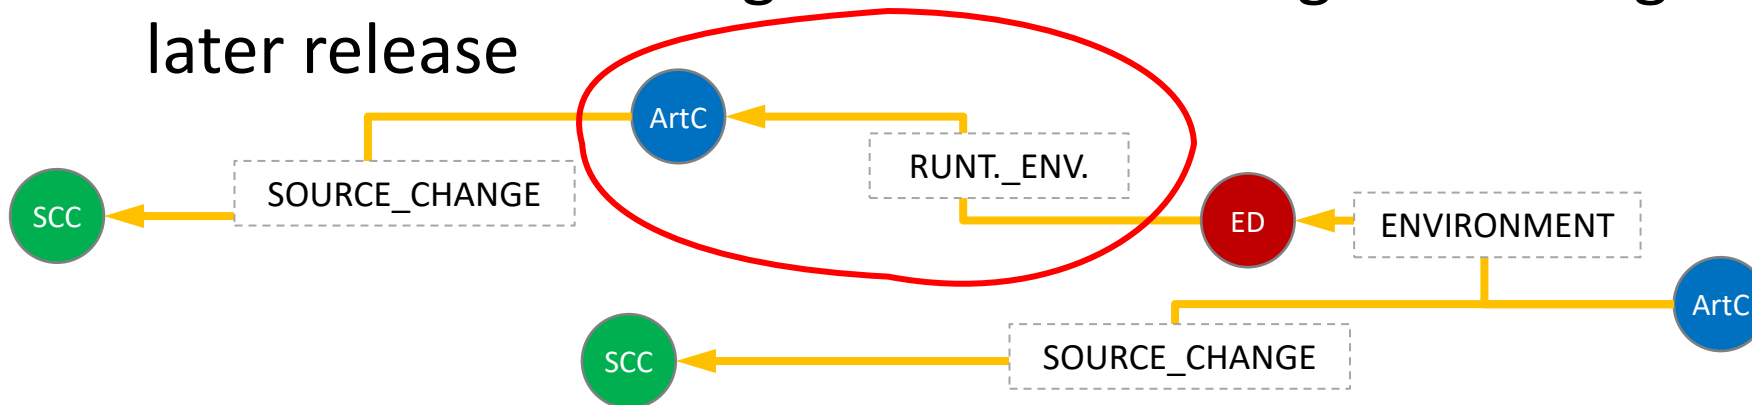 later release
ArtC
RUNT._ENV.
SOURCE_CHANGE
SCC
ED
ENVIRONMENT
ArtC
SCC
SOURCE_CHANGE